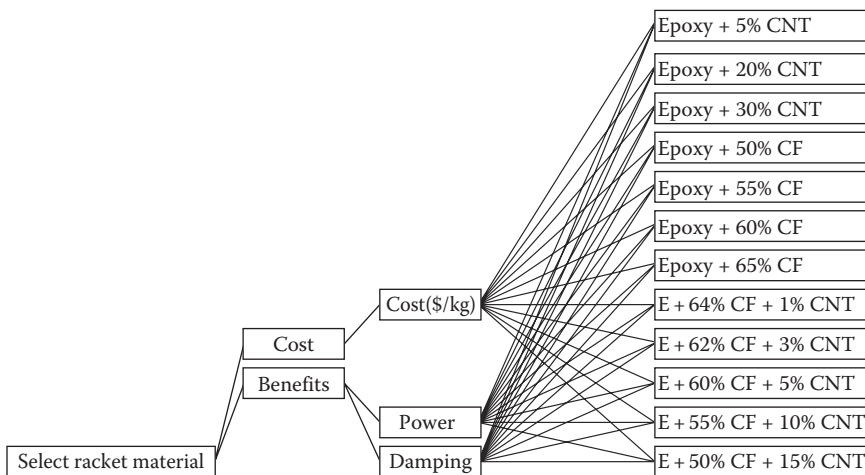 Epoxy + 5% CNT
Epoxy + 20% CNT
Epoxy + 30% CNT
Epoxy + 50% CF
Epoxy + 55% CF
Epoxy + 60% CF
Epoxy + 65% CF
Cost($/kg)
E + 64% CF + 1% CNT
Cost
E + 62% CF + 3% CNT
Benefits
E + 60% CF + 5% CNT
Power
E + 55% CF + 10% CNT
Select racket material
Damping
E + 50% CF + 15% CNT